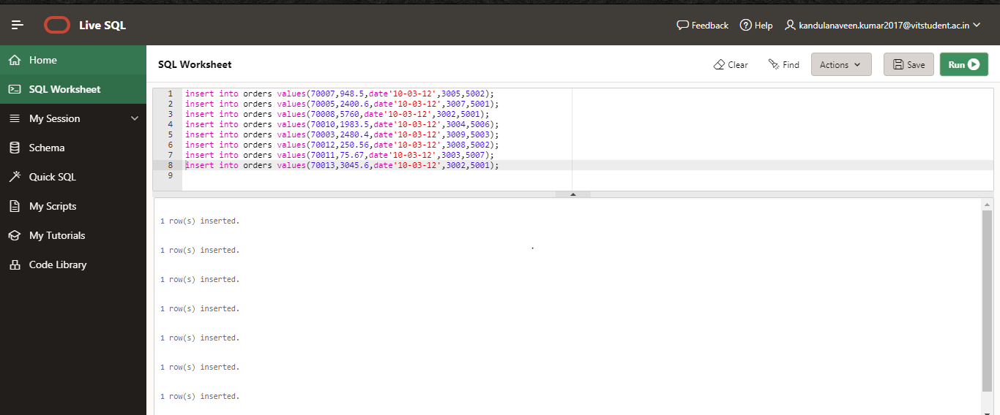 Live SQL
Feedback
Help
kandulanaveen.kumar2017@vitstudent.ac.in
Home
SQL Worksheet
My Session
Schema
Quick SQL
My Scripts
My Tutorials
Code Library
SQL Worksheet
Clear
Find
Actions
Save
Run
1 insert into orders values(70007,948.5,date'10-03-12',3005,5002);
2 insert into orders values(70005,2400.6,date'10-03-12',3007,5001);
3 insert into orders values(70008,5760,date'10-03-12',3002,5001);
4 insert into orders values(70010,1983.5,date'10-03-12',3004,5006);
5 insert into orders values(70003,2480.4,date'10-03-12',3009,5003);
6 insert into orders values(70012,250.56,date'10-03-12',3008,5002);
7 insert into orders values(70011,75.67,date'10-03-12',3003,5007);
8 insert into orders values(70013,3045.6,date'10-03-12',3002,5001);
9
1 row(s) inserted.
1 row(s) inserted.
1 row(s) inserted.
1 row(s) inserted.
1 row(s) inserted.
1 row(s) inserted.
1 row(s) inserted.